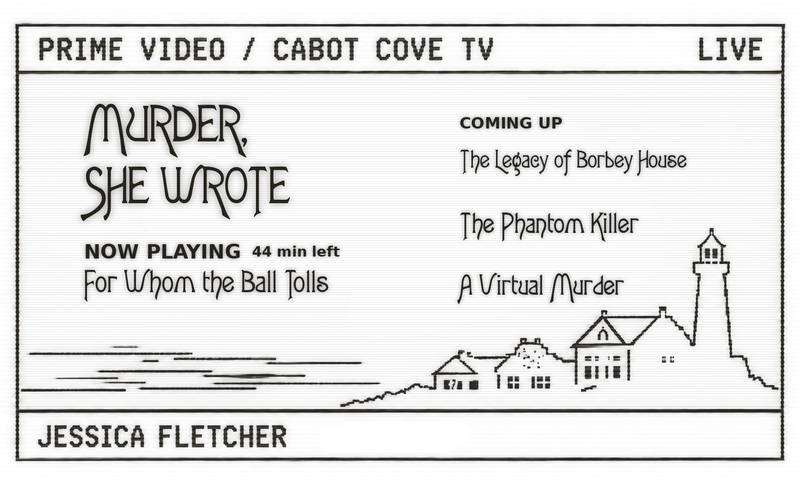 PRIME VIDEO / CABOT COVE TV LIVE
MURDER,
SHE WROTE
NOW PLAYING 44 min left
For Whom the Ball Tolls
COMING UP
The Legacy of Borbey House
The Phantom Killer
A Virtual Murder
JESSICA FLETCHER